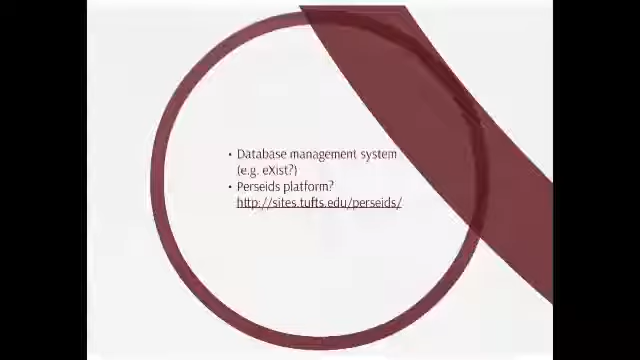 • Database management system
(e.g. eXist?)
• Perseids platform?
http://sites.tufts.edu/perseids/